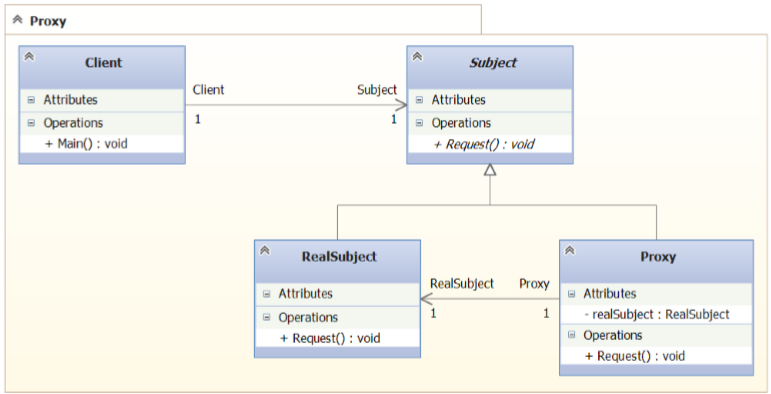 Proxy
Client
Attributes
Operations
+ Main() : void
Client
1
Subject
1
Subject
Attributes
Operations
+ Request() : void
RealSubject
Attributes
Operations
+ Request() : void
RealSubject
1
Proxy
1
Proxy
Attributes
- realSubject : RealSubject
Operations
+ Request() : void